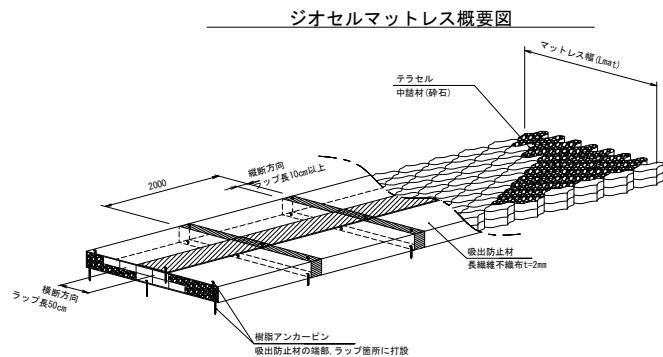 ジオセルマットレス概要図
マットレス幅(Lmat)
テラセル
中詰材(砕石)
縦断方向
ラップ長10cm以上
2000
吸出防止材
長繊維不織布t=2mm
横断方向
ラップ長50cm
樹脂アンカーピン
吸出防止材の端部、ラップ箇所に打設